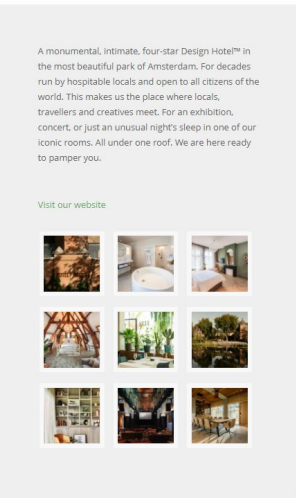 A monumental, intimate, four-star Design Hotel™ in
the most beautiful park of Amsterdam. For decades
run by hospitable locals and open to all citizens of the
world. This makes us the place where locals,
travellers and creatives meet. For an exhibition,
concert, or just an unusual night's sleep in one of our
iconic rooms. All under one roof. We are here ready
to pamper you.
Visit our website